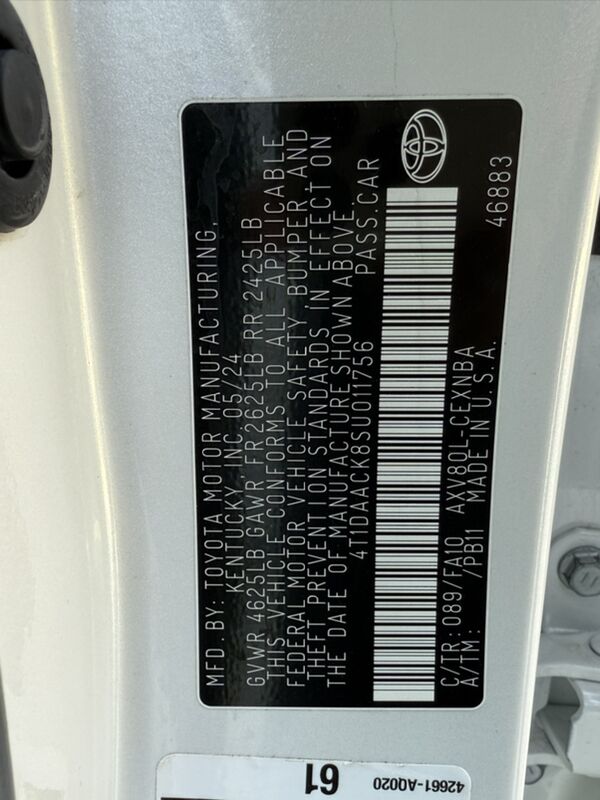 MFD. BY: TOYOTA MOTOR MANUFACTURING,
KENTUCKY, INC. 05/24
GVWR 4625LB GAWR FR 2625LB RR 2425LB
THIS VEHICLE CONFORMS TO ALL APPLICABLE
FEDERAL MOTOR VEHICLE SAFETY, BUMPER, AND
THEFT PREVENTION STANDARDS IN EFFECT ON
THE DATE OF MANUFACTURE SHOWN ABOVE.
4T1DAACK8SU011756 PASS.CAR
C/TR: 089/FA10 AXV80L-CEXNBA
A/TM: /PB11 MADE IN U.S.A. 46883
61
42661-AQ020